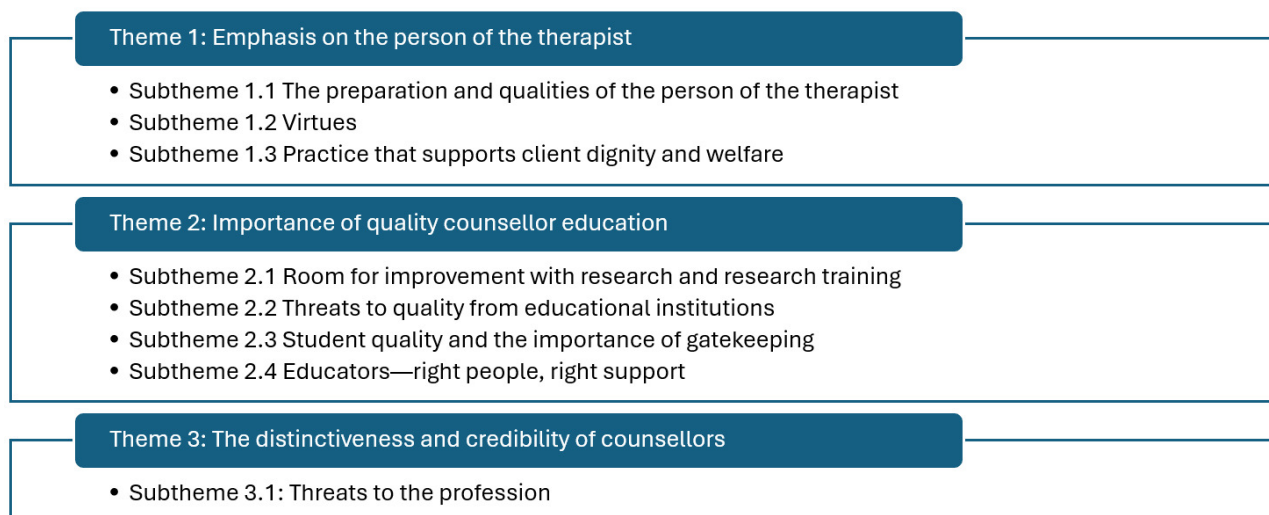 Theme 1: Emphasis on the person of the therapist
• Subtheme 1.1 The preparation and qualities of the person of the therapist
• Subtheme 1.2 Virtues
• Subtheme 1.3 Practice that supports client dignity and welfare
Theme 2: Importance of quality counsellor education
• Subtheme 2.1 Room for improvement with research and research training
• Subtheme 2.2 Threats to quality from educational institutions
• Subtheme 2.3 Student quality and the importance of gatekeeping
• Subtheme 2.4 Educators—right people, right support
Theme 3: The distinctiveness and credibility of counsellors
• Subtheme 3.1: Threats to the profession